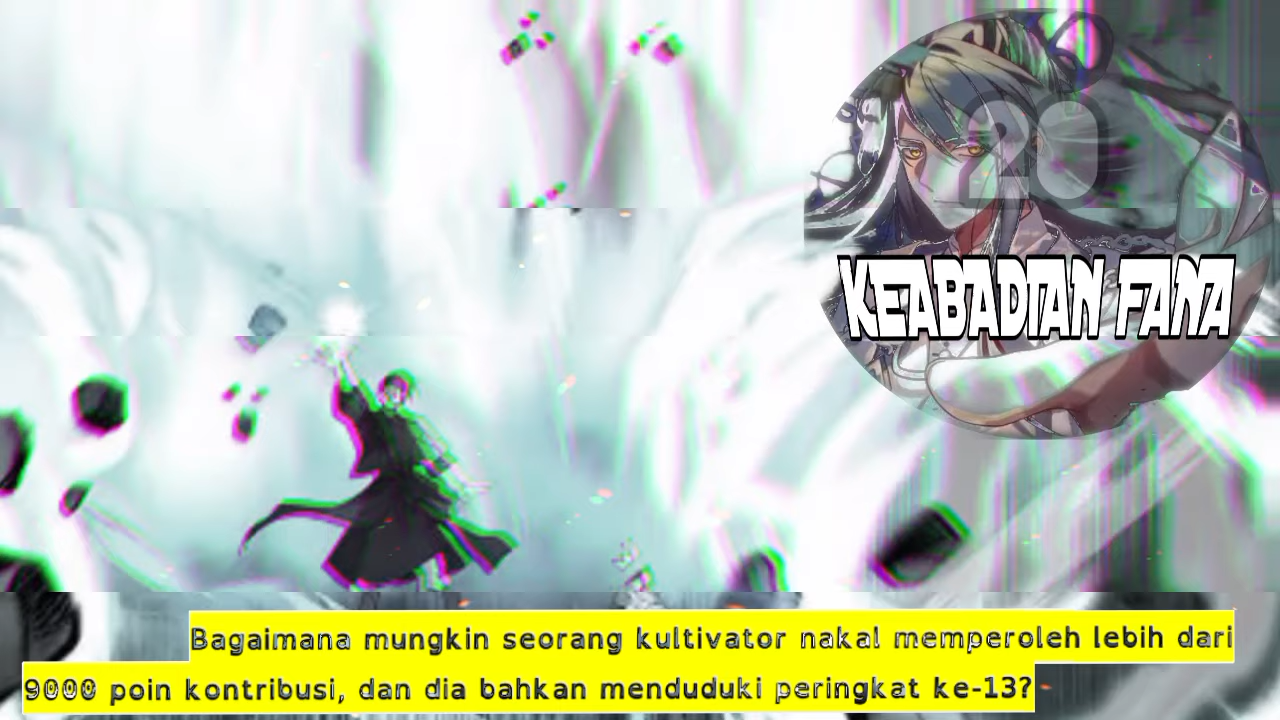 20
KEABADIAN FANA
Bagaimana mungkin seorang kultivator nakal memperoleh lebih dari
9000 poin kontribusi, dan dia bahkan menduduki peringkat ke-13?